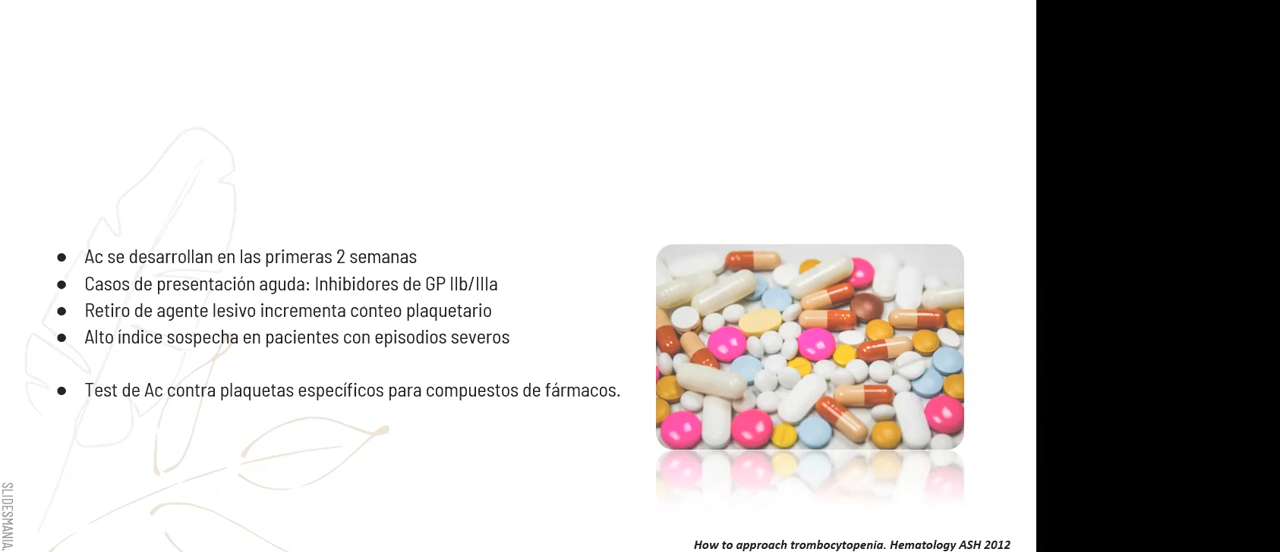 Ac se desarrollan en las primeras 2 semanas
Casos de presentación aguda: Inhibidores de GP IIb/IIIa
Retiro de agente lesivo incrementa conteo plaquetario
Alto índice sospecha en pacientes con episodios severos
Test de Ac contra plaquetas específicos para compuestos de fármacos.
SLIDESMANIA.
How to approach trombocytopenia. Hematology ASH 2012